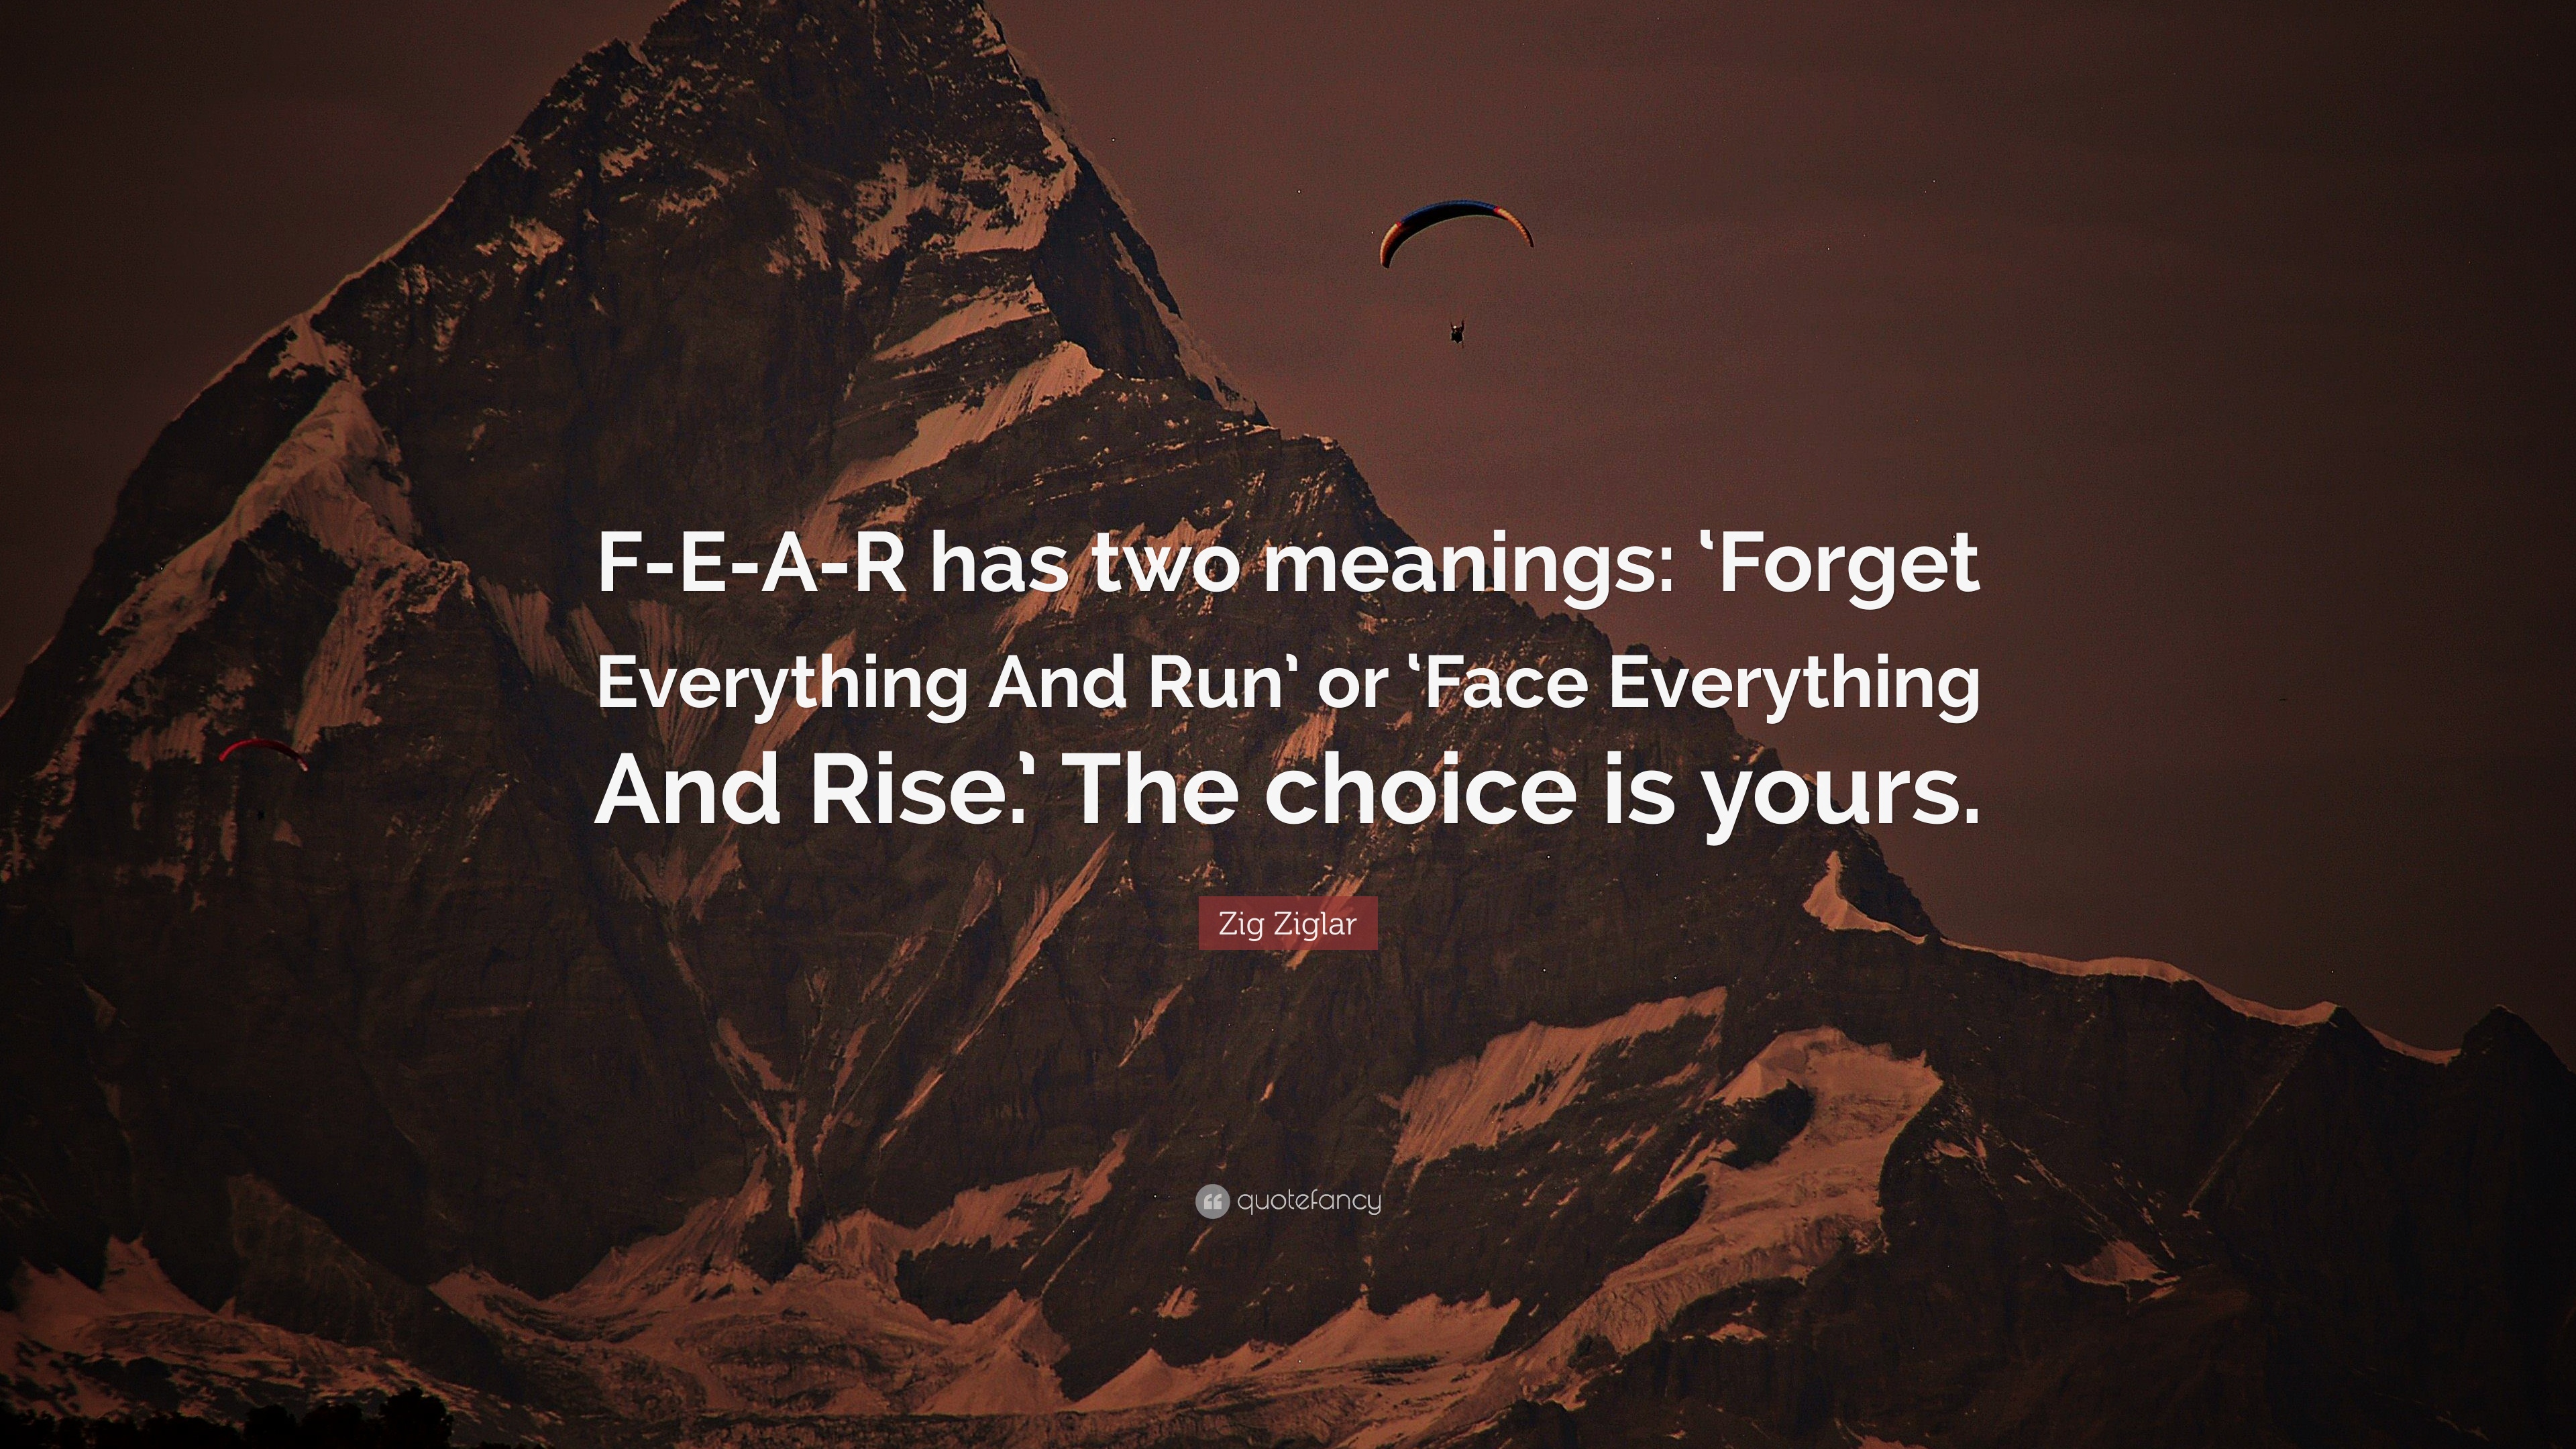 F-E-A-R has two meanings: ‘Forget
Everything And Run’ or ‘Face Everything
And Rise.’ The choice is yours.
Zig Ziglar
quotefancy